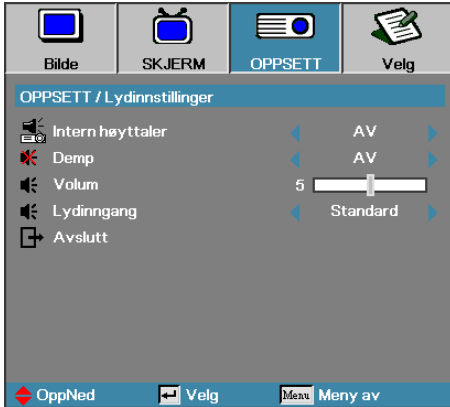 Bilde SKJERM OPPSETT Velg
OPPSETT / Lydinnstillinger
Intern høyttaler AV
Demp AV
Volum 5
Lydinngang Standard
Avslutt
OppNed Velg Menu Meny av